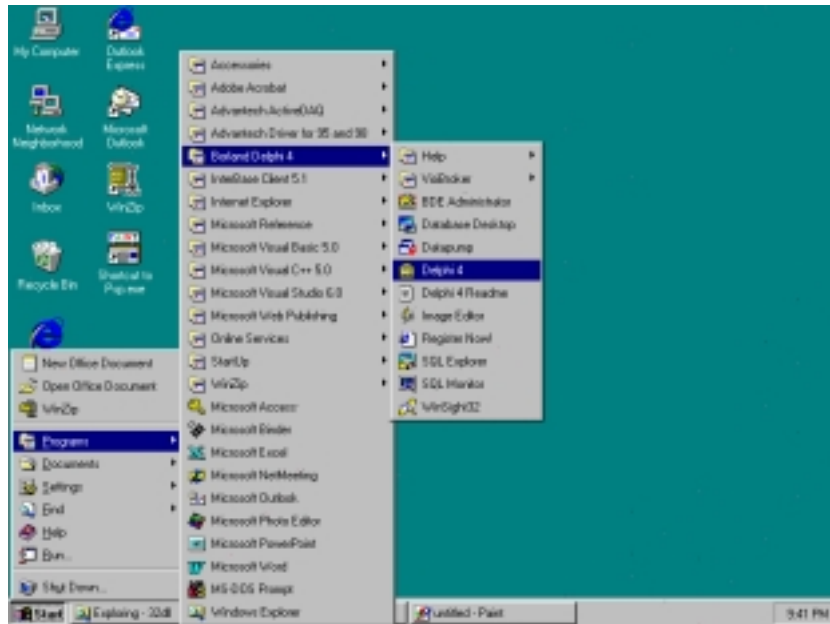 My Computer
Outlook Express
Network Neighborhood
Microsoft Outlook
Inbox
WinZip
Recycle Bin
Shortcut to
New Office Document
Open Office Document
WinZip
Programs
Documents
Settings
Find
Help
Run...
Shut Down...
Accessories
Adobe Acrobat
Advantech ActiveDAQ
Advantech Driver for 95 and 98
Borland Delphi 4
InterBase Client 5.1
Internet Explorer
Microsoft Reference
Microsoft Visual Basic 5.0
Microsoft Visual C++ 5.0
Microsoft Visual Studio 6.0
Microsoft Web Publishing
Online Services
StartUp
WinZip
Microsoft Access
Microsoft Binder
Microsoft Excel
Microsoft NetMeeting
Microsoft Outlook
Microsoft Photo Editor
Microsoft PowerPoint
Microsoft Word
MS-DOS Prompt
Windows Explorer
Help
VisiBroker
BDE Administrator
Database Desktop
Datapump
Delphi 4
Delphi 4 Readme
Image Editor
Register Now!
SQL Explorer
SQL Monitor
WinSight32
Start
Exploring - 32dll
untitled - Paint
9:41 PM